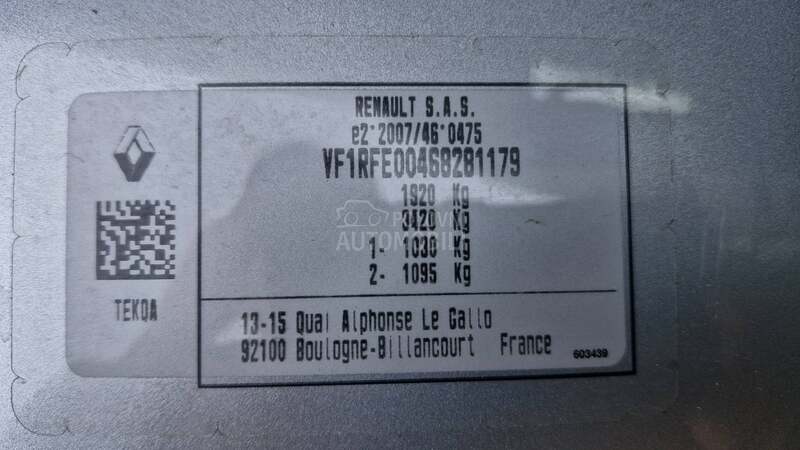 RENAULT S.A.S.
e2*2007/46*0475
VF1RFE00468281179
1920 Kg
3420 Kg
1- 1030 Kg
2- 1095 Kg
TEKQA
13-15 Quai Alphonse Le Gallo
92100 Boulogne-Billancourt France
603439